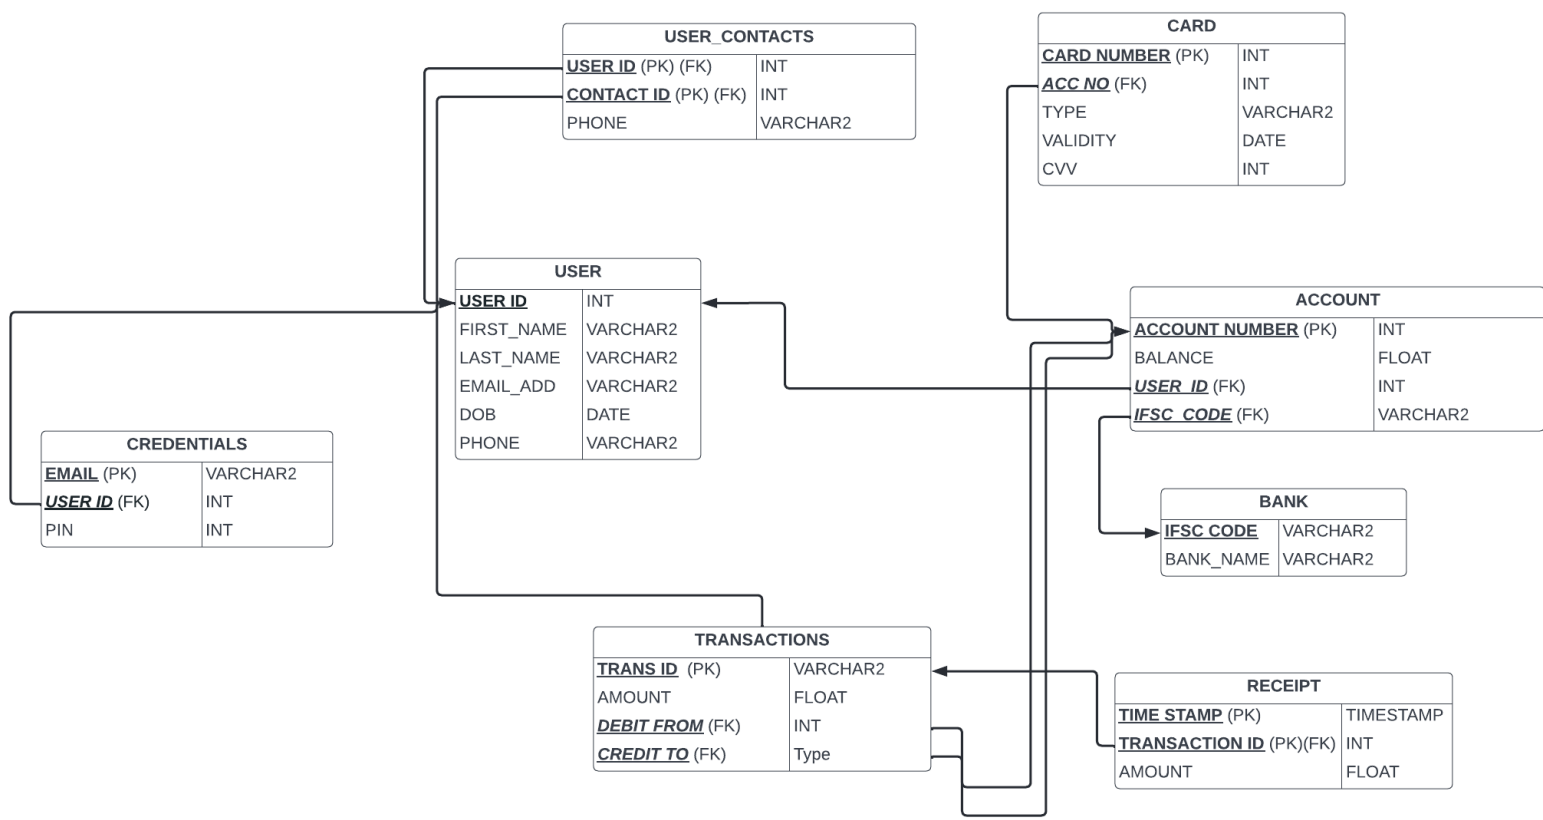 USER_CONTACTS
USER ID (PK) (FK) INT
CONTACT ID (PK) (FK) INT
PHONE VARCHAR2
CARD
CARD NUMBER (PK) INT
ACC NO (FK) INT
TYPE VARCHAR2
VALIDITY DATE
CVV INT
USER
USER ID INT
FIRST_NAME VARCHAR2
LAST_NAME VARCHAR2
EMAIL_ADD VARCHAR2
DOB DATE
PHONE VARCHAR2
ACCOUNT
ACCOUNT NUMBER (PK) INT
BALANCE FLOAT
USER_ID (FK) INT
IFSC_CODE (FK) VARCHAR2
CREDENTIALS
EMAIL (PK) VARCHAR2
USER ID (FK) INT
PIN INT
BANK
IFSC CODE VARCHAR2
BANK_NAME VARCHAR2
TRANSACTIONS
TRANS ID (PK) VARCHAR2
AMOUNT FLOAT
DEBIT FROM (FK) INT
CREDIT TO (FK) Type
RECEIPT
TIME STAMP (PK) TIMESTAMP
TRANSACTION ID (PK)(FK) INT
AMOUNT FLOAT